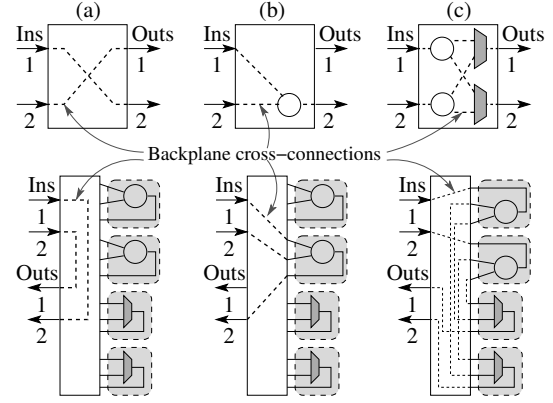 (a) (b) (c)
Ins Outs Ins Outs Ins Outs
1 1 1 1 1 1
2 2 2 2 2 2
Backplane cross-connections
Ins Ins Ins
1 1 1
2 2 2
Outs Outs Outs
1 1 1
2 2 2